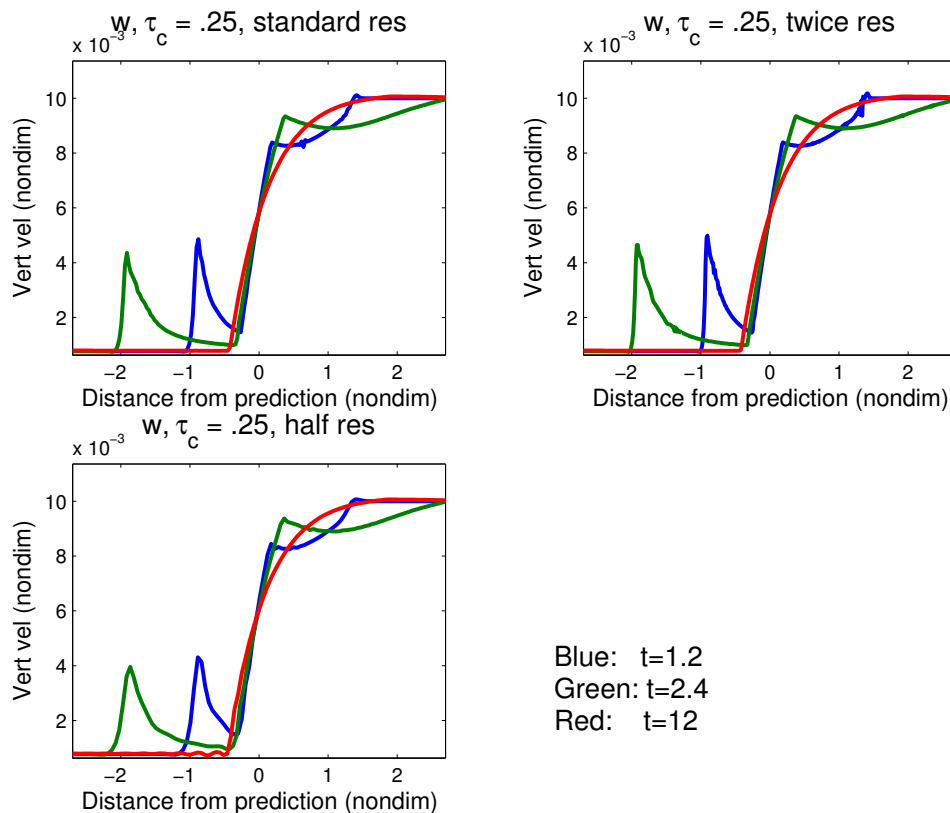 w, τc = .25, standard res
x 10−3
10
8
6
4
2
Vert vel (nondim)
−2 −1 0 1 2
Distance from prediction (nondim)
w, τc = .25, twice res
x 10−3
10
8
6
4
2
Vert vel (nondim)
−2 −1 0 1 2
Distance from prediction (nondim)
w, τc = .25, half res
x 10−3
10
8
6
4
2
Vert vel (nondim)
−2 −1 0 1 2
Distance from prediction (nondim)
Blue: t=1.2
Green: t=2.4
Red: t=12